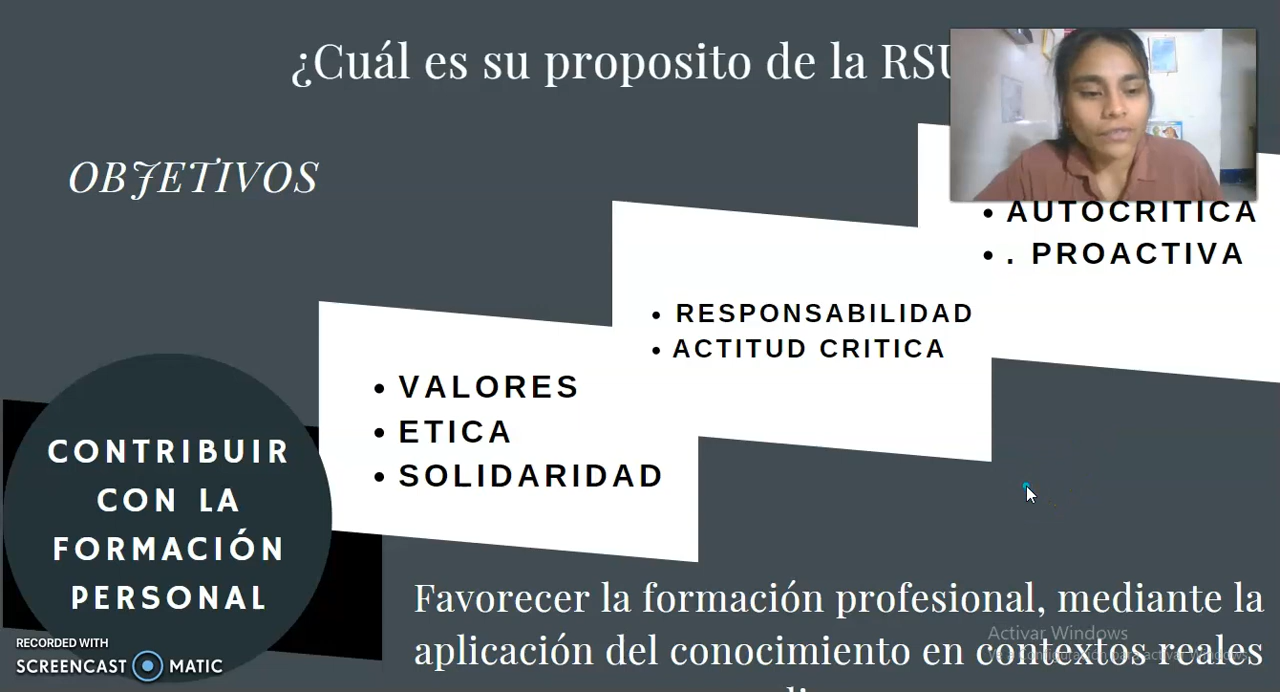 ¿Cuál es su proposito de la RSU
OBJETIVOS
AUTOCRITICA
. PROACTIVA
RESPONSABILIDAD
ACTITUD CRITICA
VALORES
ETICA
SOLIDARIDAD
CONTRIBUIR
CON LA
FORMACIÓN
PERSONAL
Favorecer la formación profesional, mediante la
aplicación del conocimiento en contextos reales
Activar Windows
RECORDED WITH
SCREENCAST MATIC